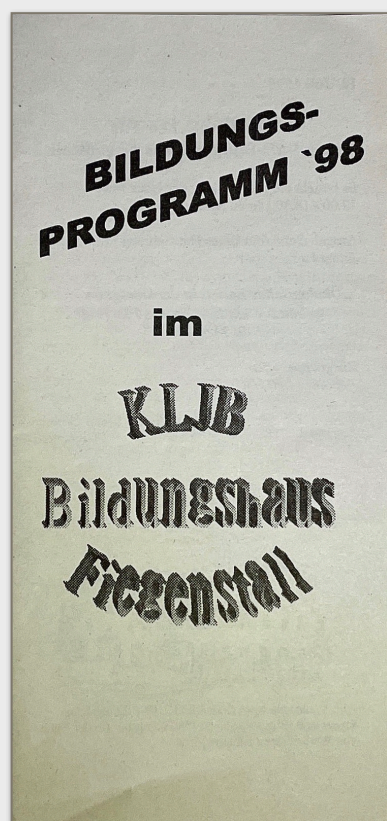 BILDUNGS-
PROGRAMM `98
im
KLJB
Bildungshaus
Fiegenstall